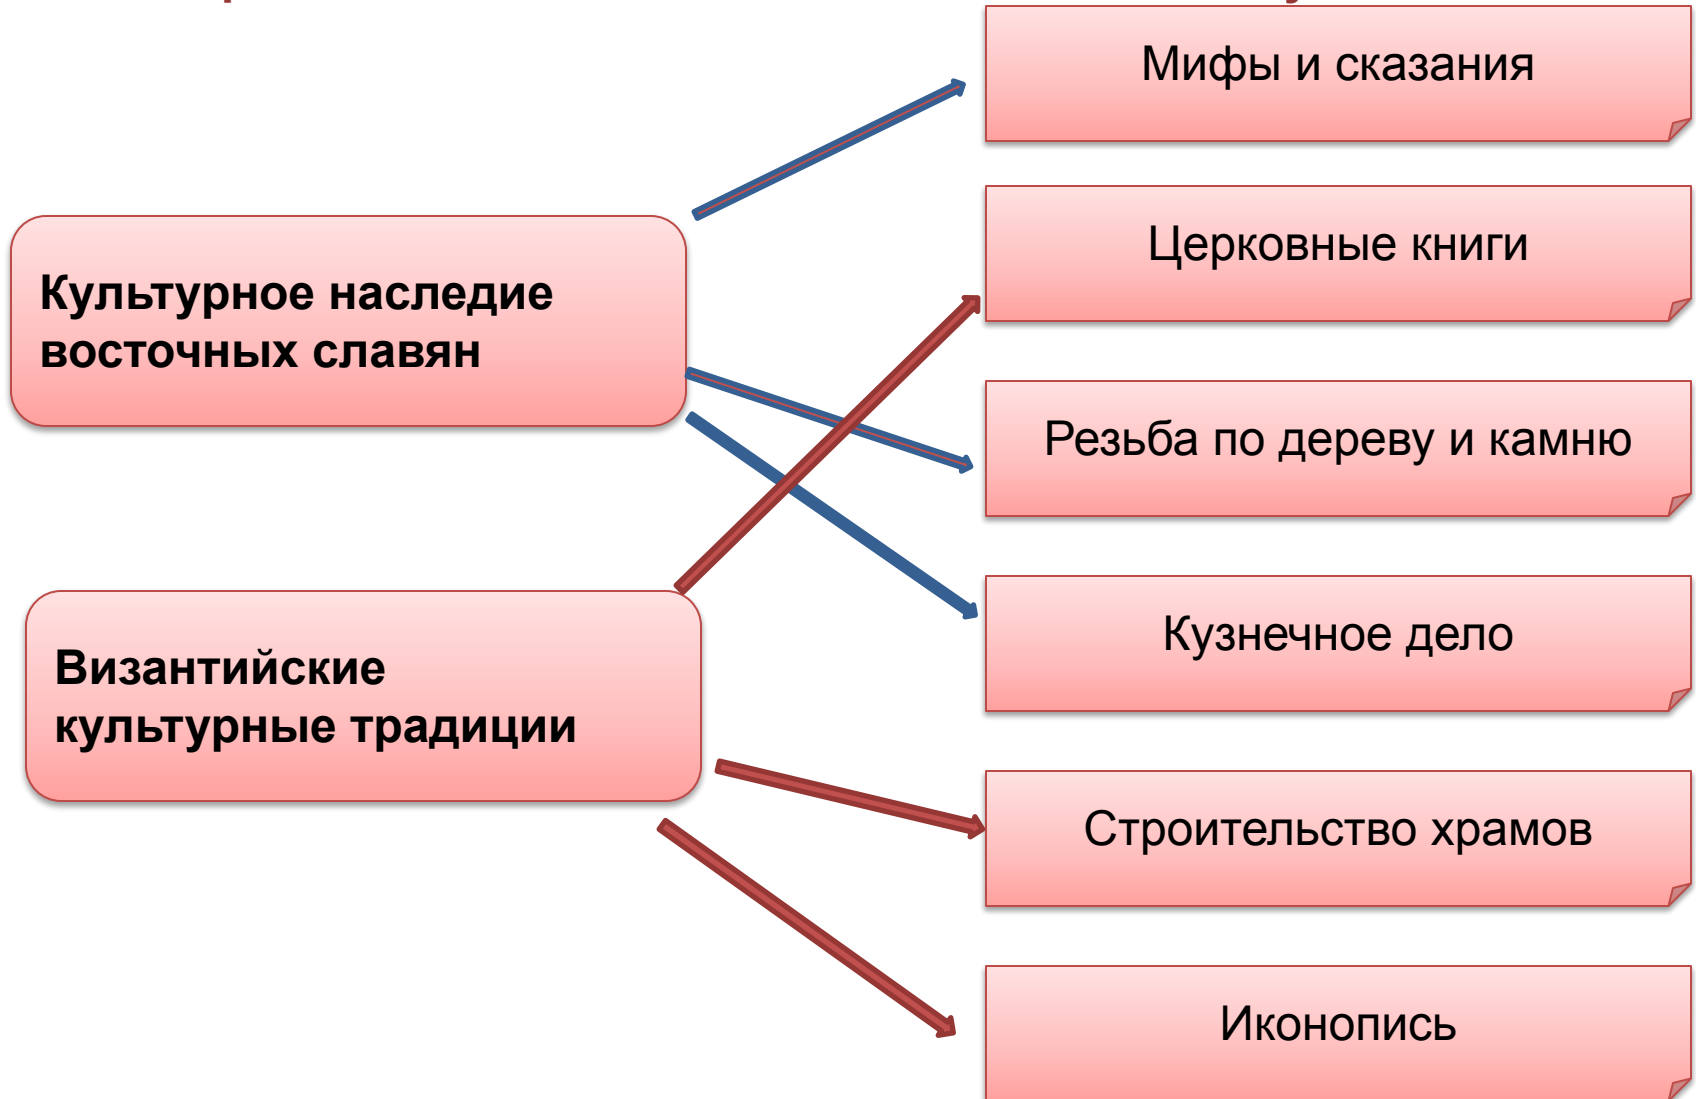 Мифы и сказания
Церковные книги
Культурное наследие
восточных славян
Резьба по дереву и камню
Кузнечное дело
Византийские
культурные традиции
Строительство храмов
Иконопись